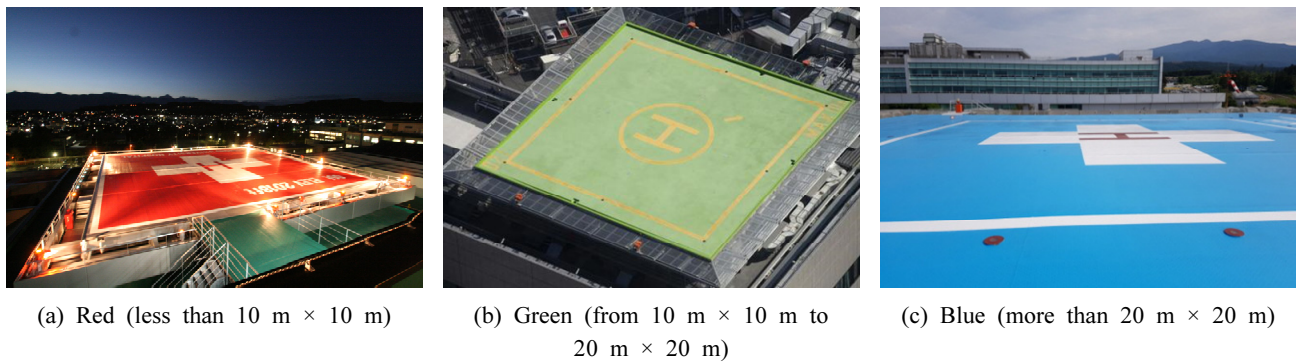 H
(a) Red (less than 10 m × 10 m)
(b) Green (from 10 m × 10 m to
20 m × 20 m)
(c) Blue (more than 20 m × 20 m)